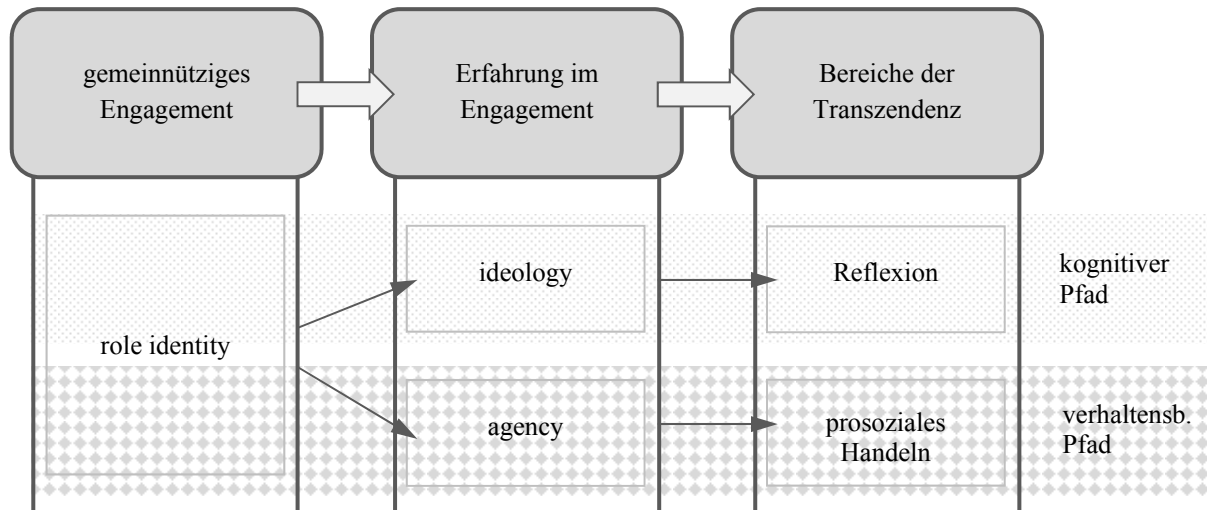 gemeinnütziges
Engagement
Erfahrung im
Engagement
Bereiche der
Transzendenz
ideology
Reflexion
kognitiver
Pfad
role identity
agency
prosoziales
Handeln
verhaltensb.
Pfad